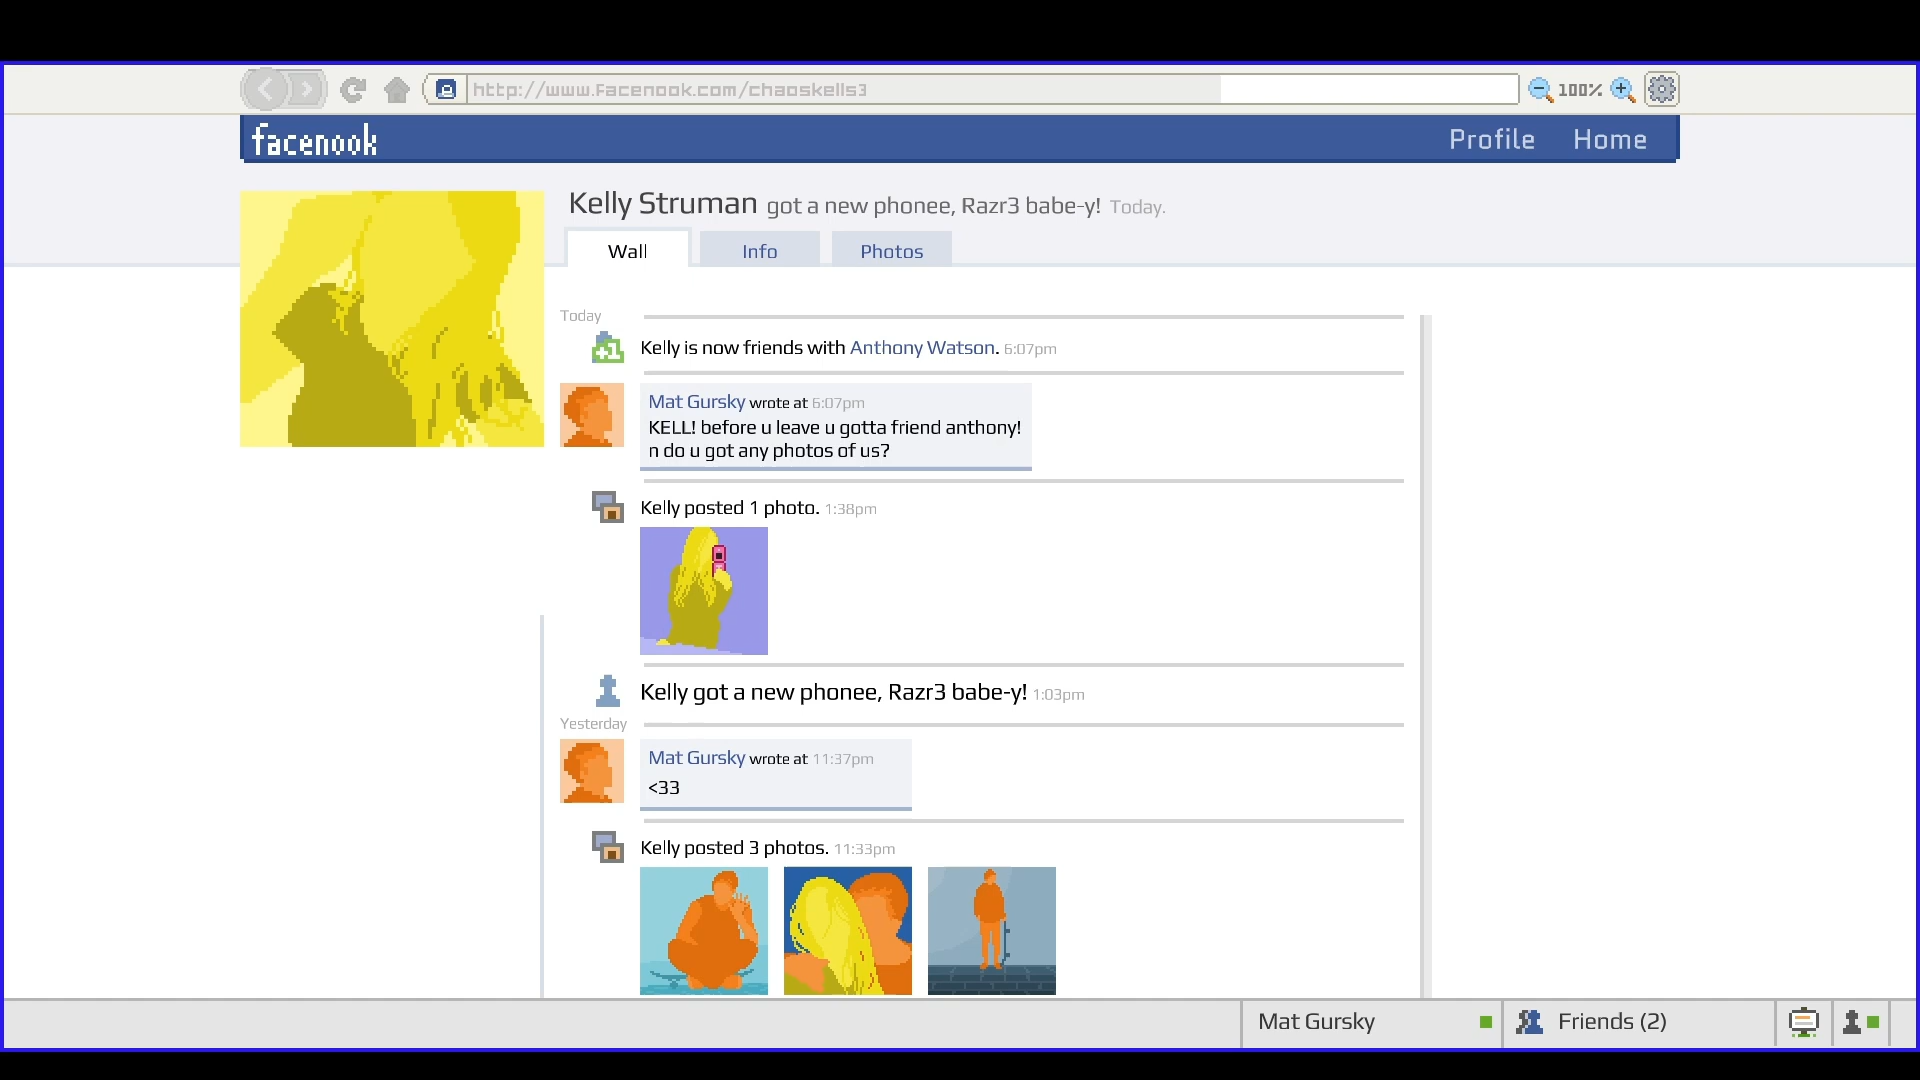 http://www.facenook.com/chaoskells3
100%
facenook
Profile Home
Kelly Struman got a new phonee, Razr3 babe-y! Today.
Wall Info Photos
Today
+1 Kelly is now friends with Anthony Watson. 6:07pm
Mat Gursky wrote at 6:07pm
KELL! before u leave u gotta friend anthony!
n do u got any photos of us?
Kelly posted 1 photo. 1:38pm
Kelly got a new phonee, Razr3 babe-y! 1:03pm
Yesterday
Mat Gursky wrote at 11:37pm
<33
Kelly posted 3 photos. 11:33pm
Mat Gursky Friends (2)